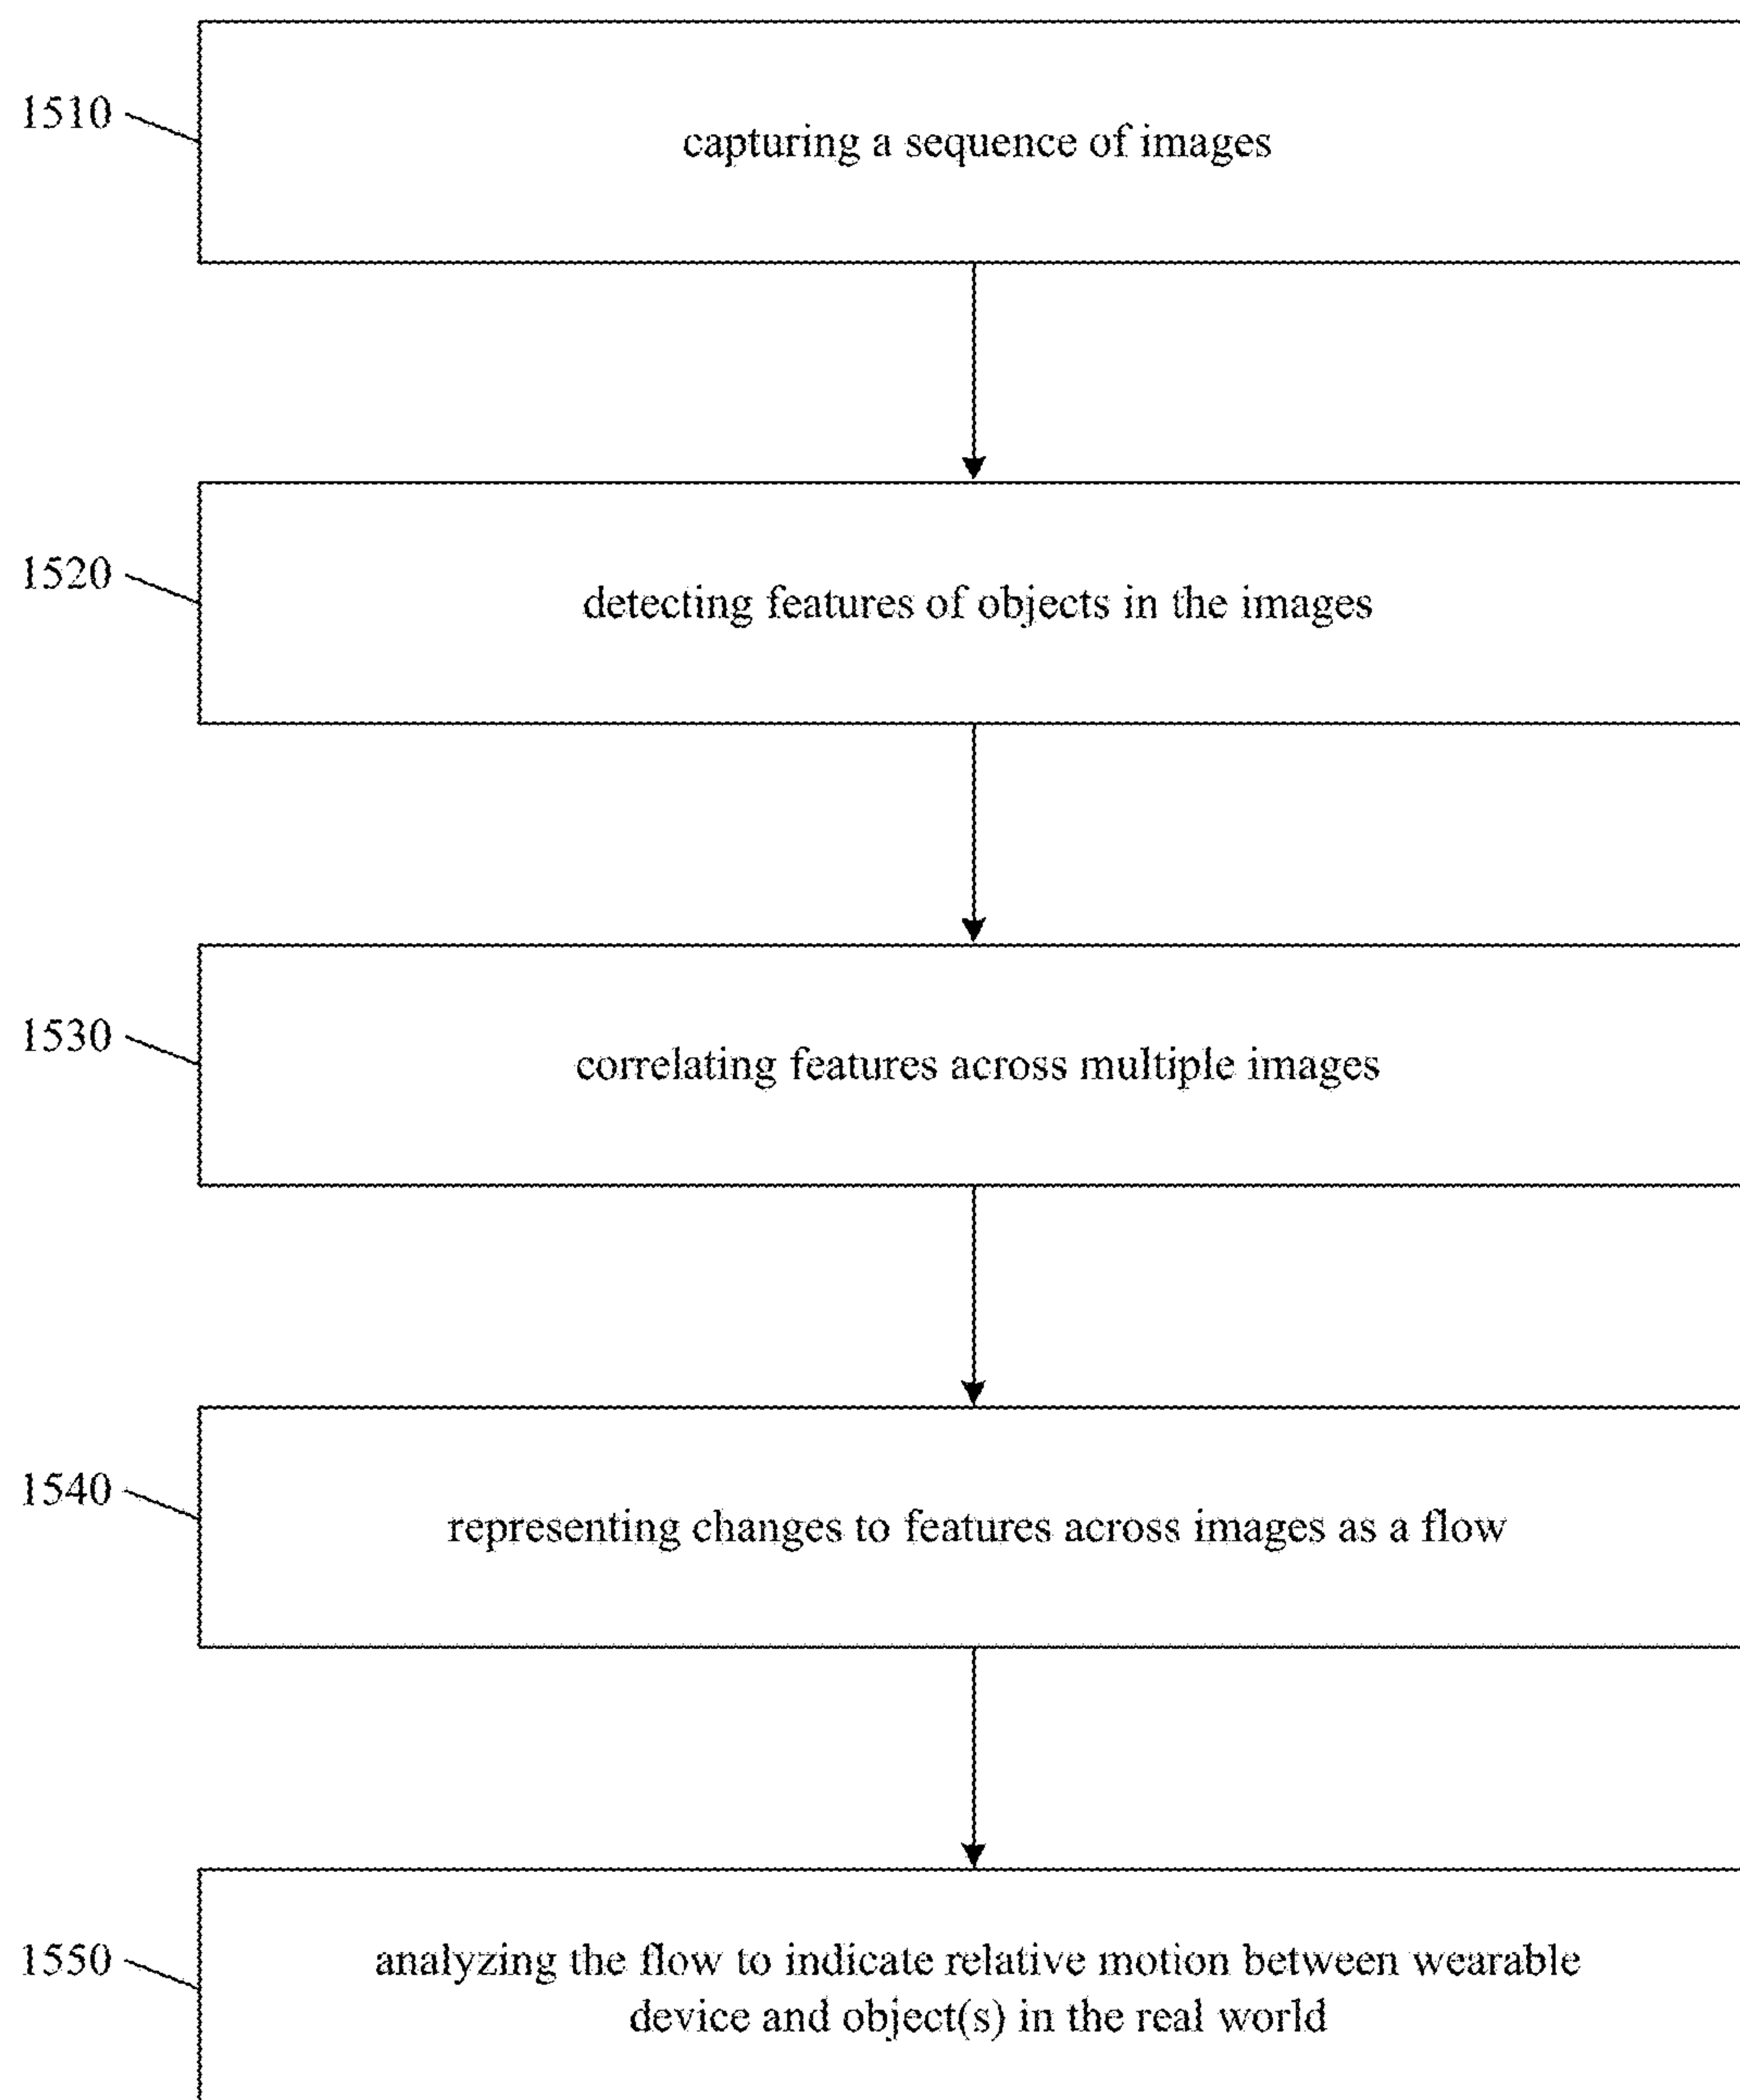 1510
capturing a sequence of images
1520
detecting features of objects in the images
1530
correlating features across multiple images
1540
representing changes to features across images as a flow
1550
analyzing the flow to indicate relative motion between wearable
device and object(s) in the real world